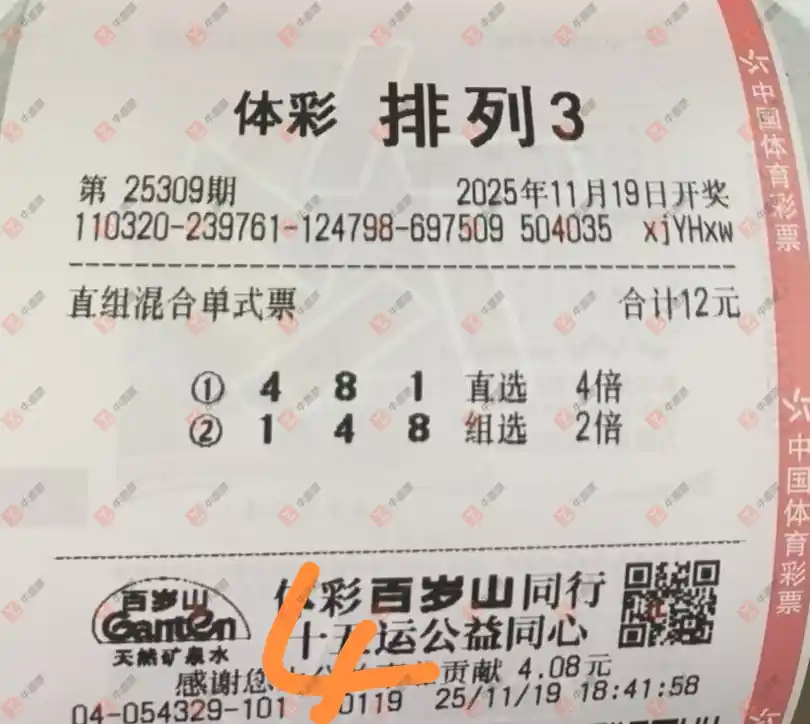 体彩 排列3
第 25309期 2025年11月19日开奖
110320-239761-124798-697509 504035 xjYHxw
直组混合单式票 合计12元
① 4 8 1 直选 4倍
② 1 4 8 组选 2倍
百岁山
Ganten
天然矿泉水
体彩百岁山同行
十五运公益同心
感谢您 贡献 4.08元
04-054329-101 0119 25/11/19 18:41:58
4
中国体育彩票
中国体育彩票